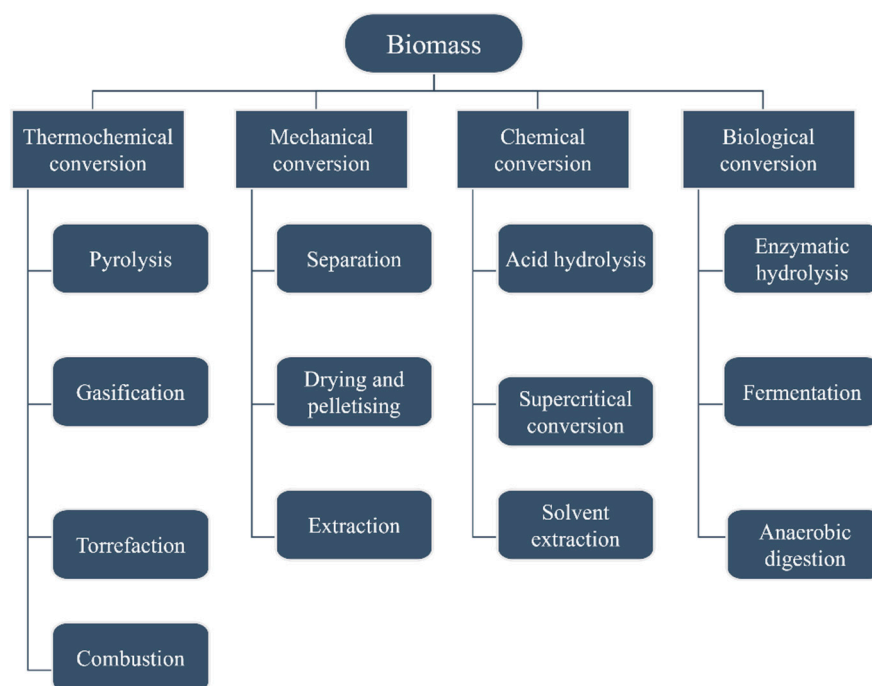 Biomass
Thermochemical
conversion
Mechanical
conversion
Chemical
conversion
Biological
conversion
Pyrolysis
Separation
Acid hydrolysis
Enzymatic
hydrolysis
Gasification
Drying and
pelletising
Supercritical
conversion
Fermentation
Torrefaction
Extraction
Solvent
extraction
Anaerobic
digestion
Combustion